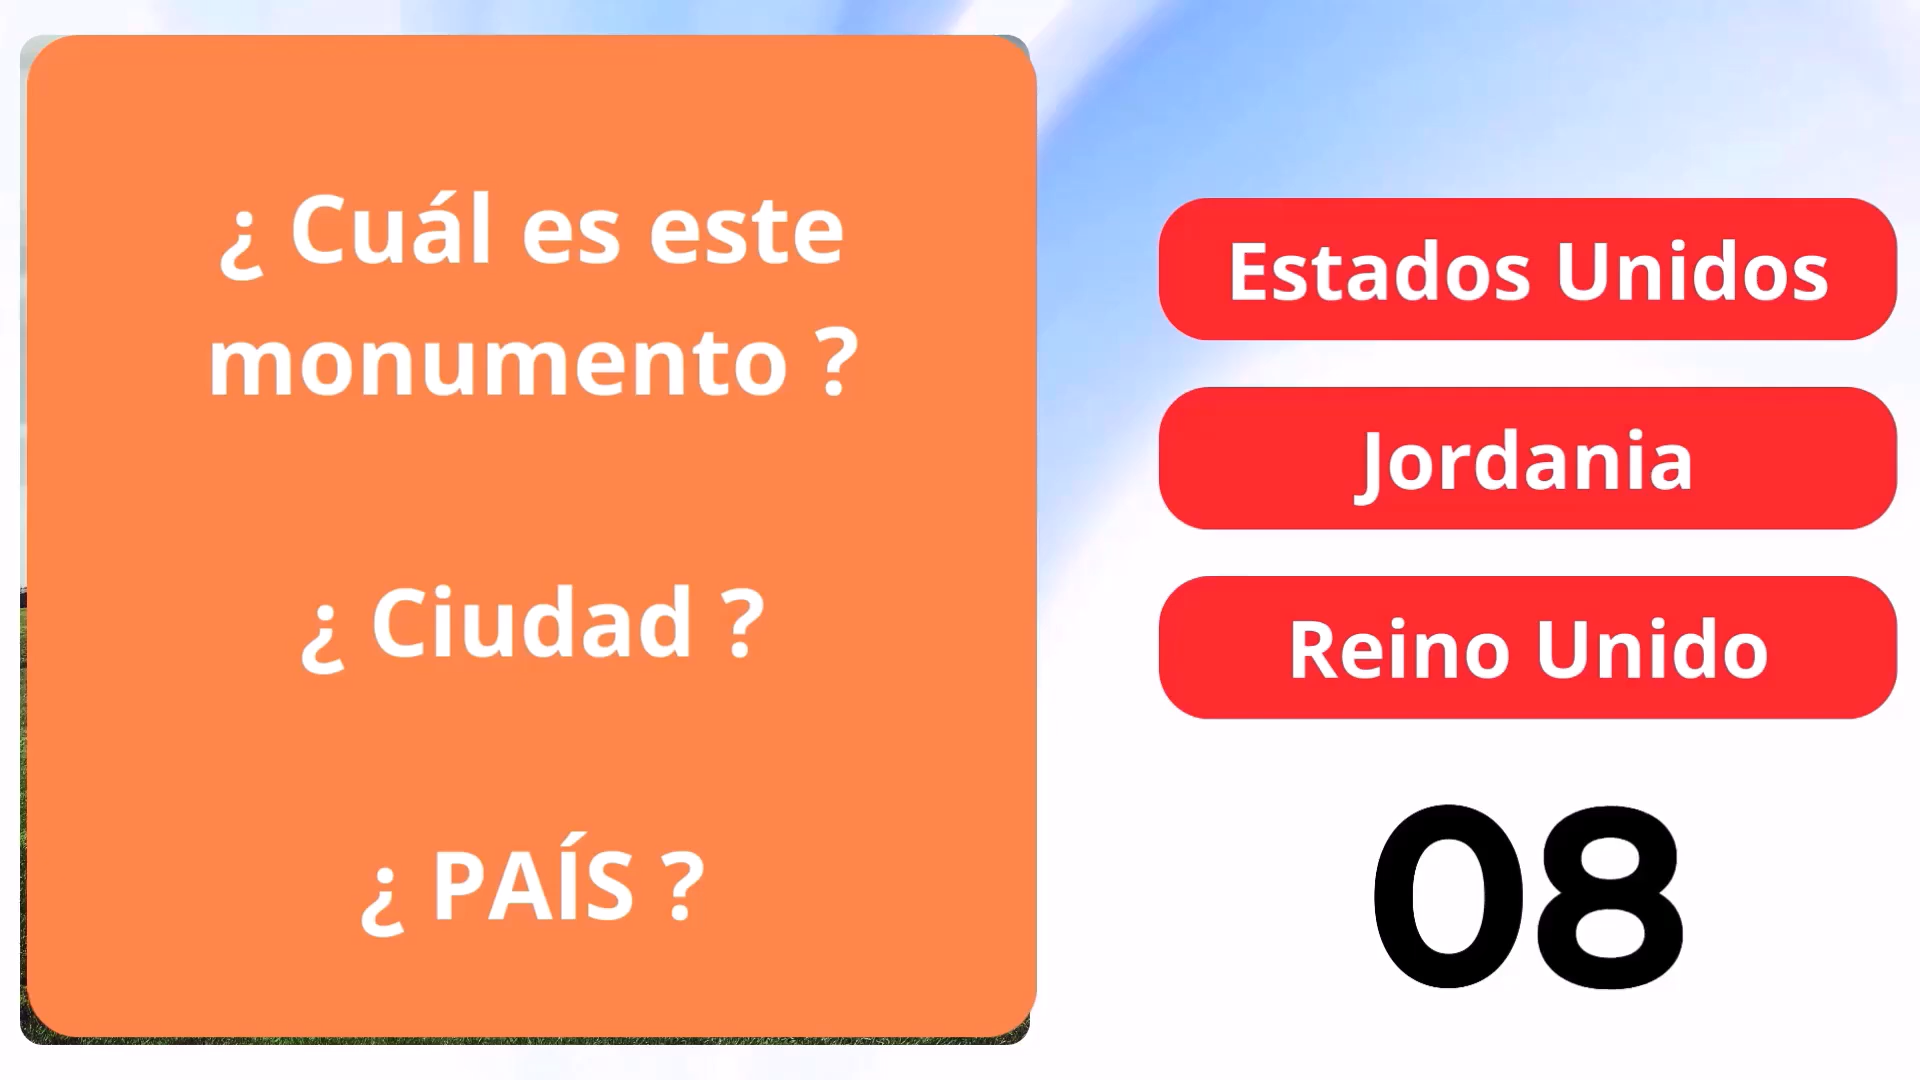 ¿ Cuál es este
monumento ?
¿ Ciudad ?
¿ PAÍS ?
Estados Unidos
Jordania
Reino Unido
08